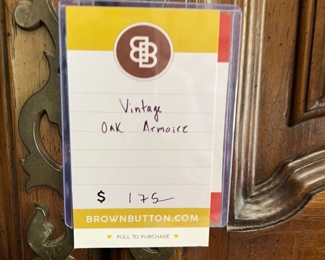 BB
Vintage
Oak Armoire
$ 175
BROWNBUTTON.COM
PULL TO PURCHASE